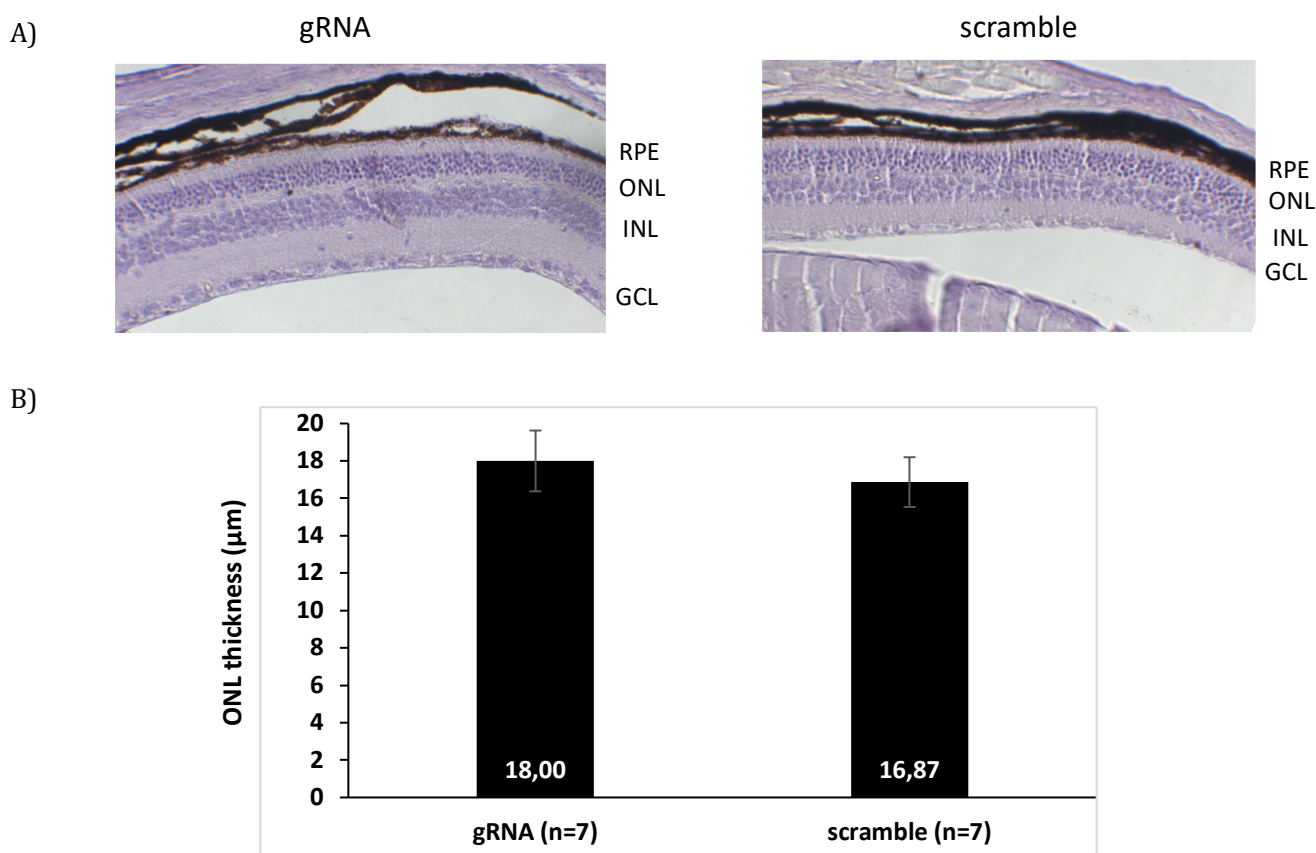 A)
gRNA
scramble
RPE
ONL
INL
GCL
RPE
ONL
INL
GCL
B)
ONL thickness (µm)
20
18
16
14
12
10
8
6
4
2
0
18,00
16,87
gRNA (n=7)
scramble (n=7)